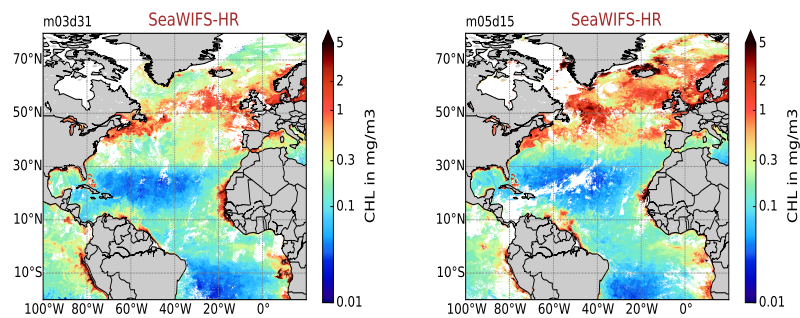 m03d31 SeaWIFS-HR
70°N
50°N
30°N
10°N
10°S
100°W 80°W 60°W 40°W 20°W 0°
5
2
1
0.3
0.1
0.01
CHL in mg/m3
m05d15 SeaWIFS-HR
70°N
50°N
30°N
10°N
10°S
100°W 80°W 60°W 40°W 20°W 0°
5
2
1
0.3
0.1
0.01
CHL in mg/m3